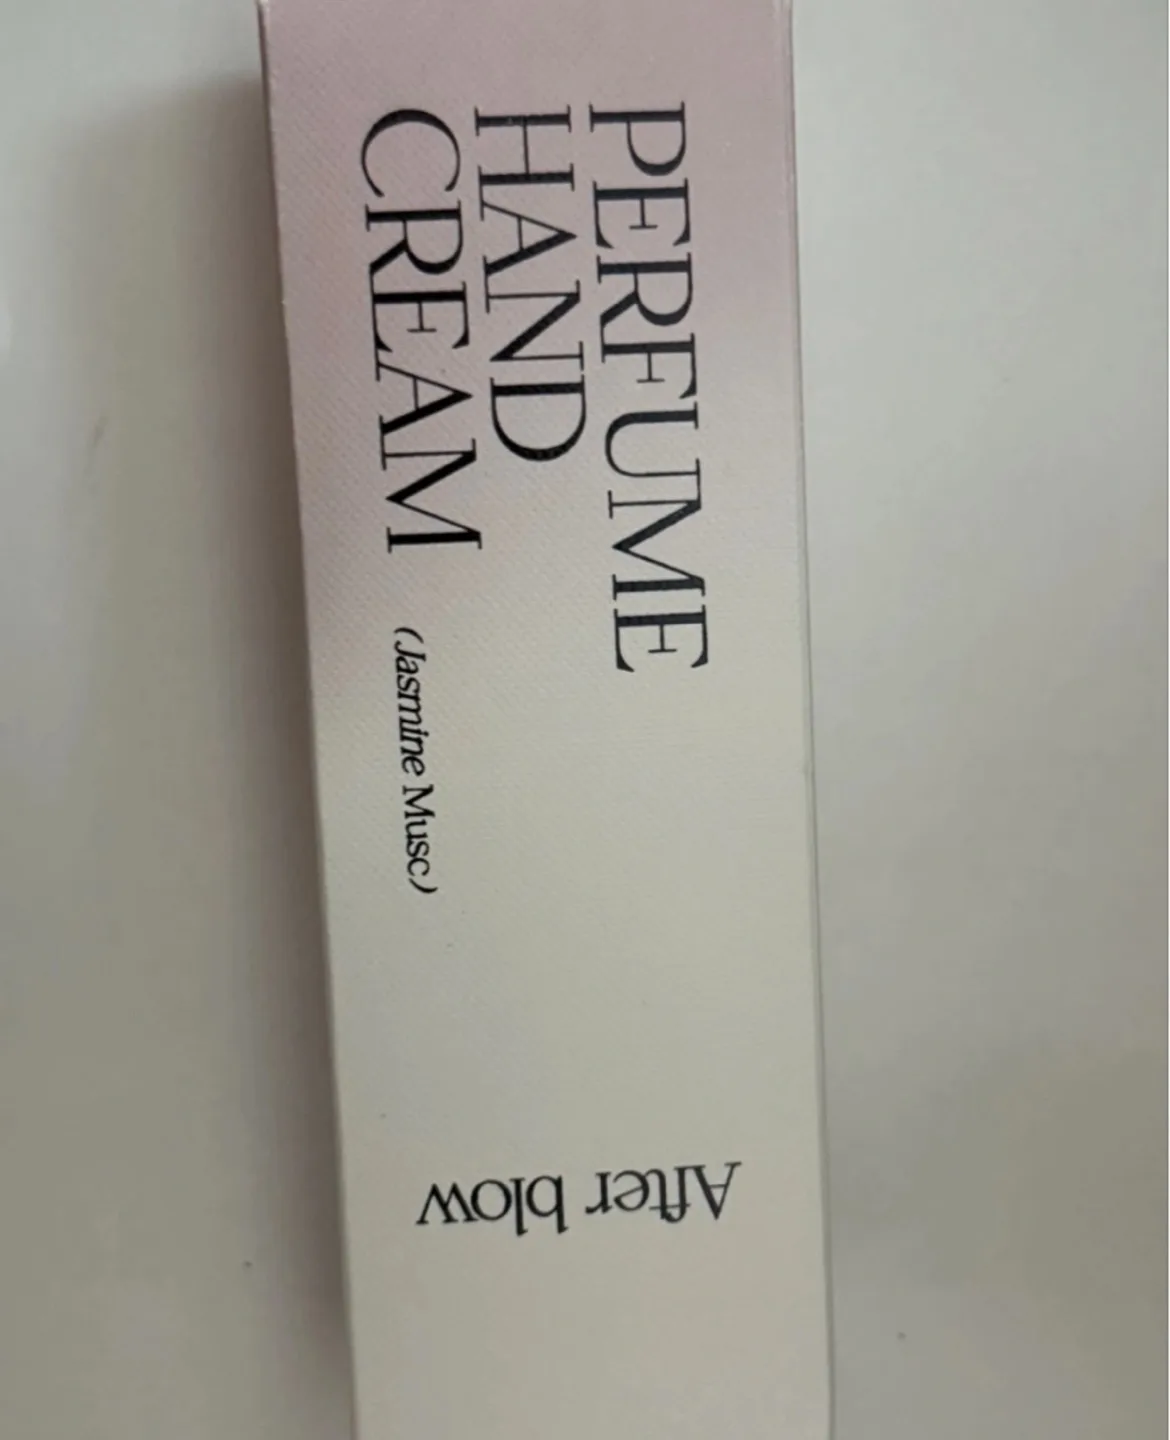 PERFUME
HAND
CREAM (Jasmine Musc)
After blow